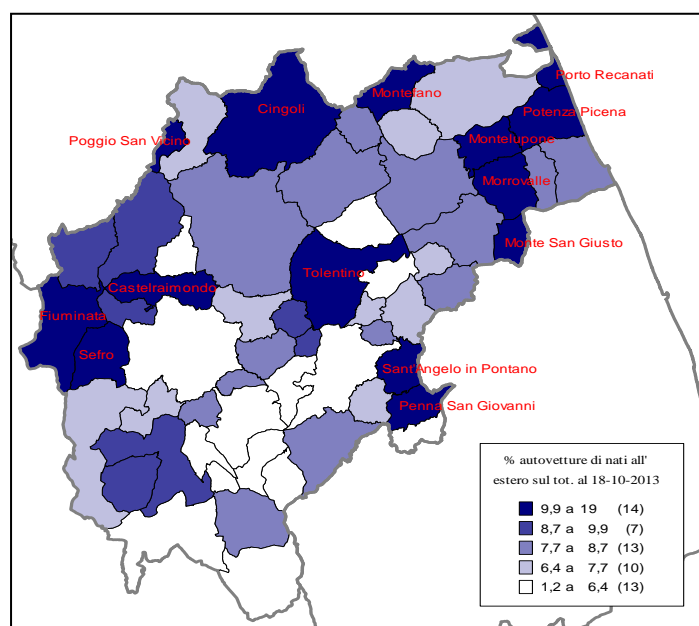 Porto Recanati
Montefano
Cingoli
Potenza Picena
Poggio San Vicino
Montelupone
Morrovalle
Monte San Giusto
Tolentino
Castelraimondo
Fiuminata
Sefro
Sant'Angelo in Pontano
Penna San Giovanni
% autovetture di nati all'
estero sul tot. al 18-10-2013
9,9 a 19 (14)
8,7 a 9,9 (7)
7,7 a 8,7 (13)
6,4 a 7,7 (10)
1,2 a 6,4 (13)